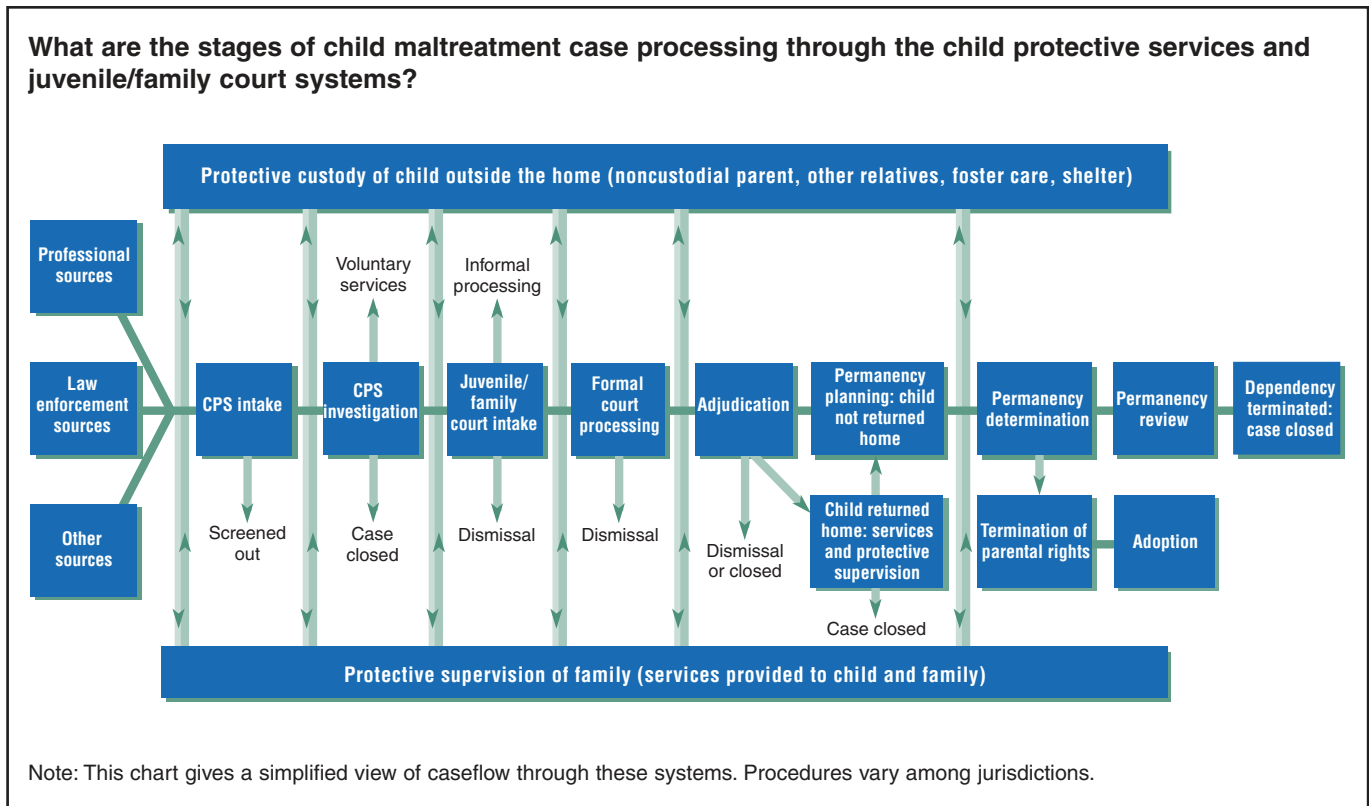 What are the stages of child maltreatment case processing through the child protective services and
juvenile/family court systems?
Protective custody of child outside the home (noncustodial parent, other relatives, foster care, shelter)
Professional
sources
Law
enforcement
sources
Other
sources
CPS intake
Screened
out
Voluntary
services
CPS
investigation
Case
closed
Informal
processing
Juvenile/
family
court intake
Dismissal
Formal
court
processing
Dismissal
Adjudication
Dismissal
or closed
Permanency
planning: child
not returned
home
Child returned
home: services
and protective
supervision
Case closed
Permanency
determination
Termination of
parental rights
Adoption
Permanency
review
Dependency
terminated:
case closed
Protective supervision of family (services provided to child and family)
Note: This chart gives a simplified view of caseflow through these systems. Procedures vary among jurisdictions.